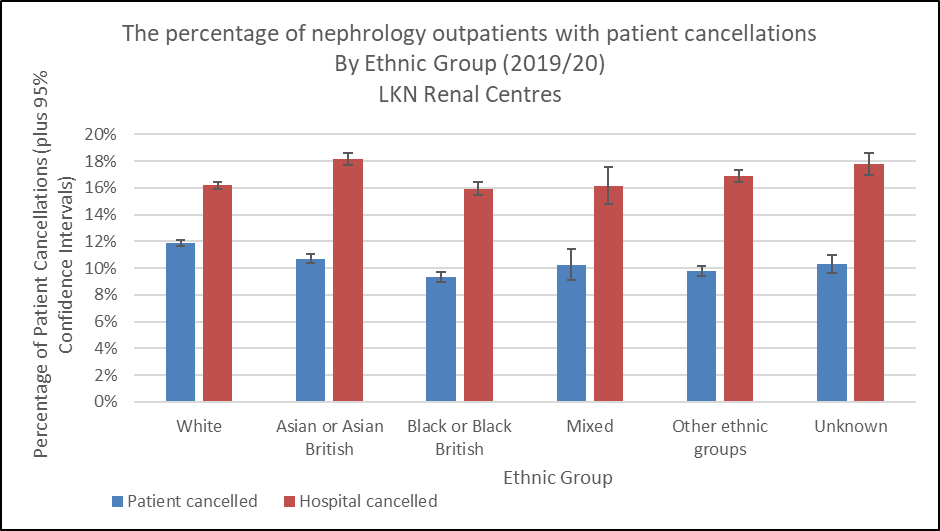 The percentage of nephrology outpatients with patient cancellations
By Ethnic Group (2019/20)
LKN Renal Centres
Percentage of Patient Cancellations (plus 95%
Confidence Intervals)
20%
18%
16%
14%
12%
10%
8%
6%
4%
2%
0%
White
Asian or Asian
British
Black or Black
British
Mixed
Other ethnic
groups
Unknown
Ethnic Group
Patient cancelled
Hospital cancelled